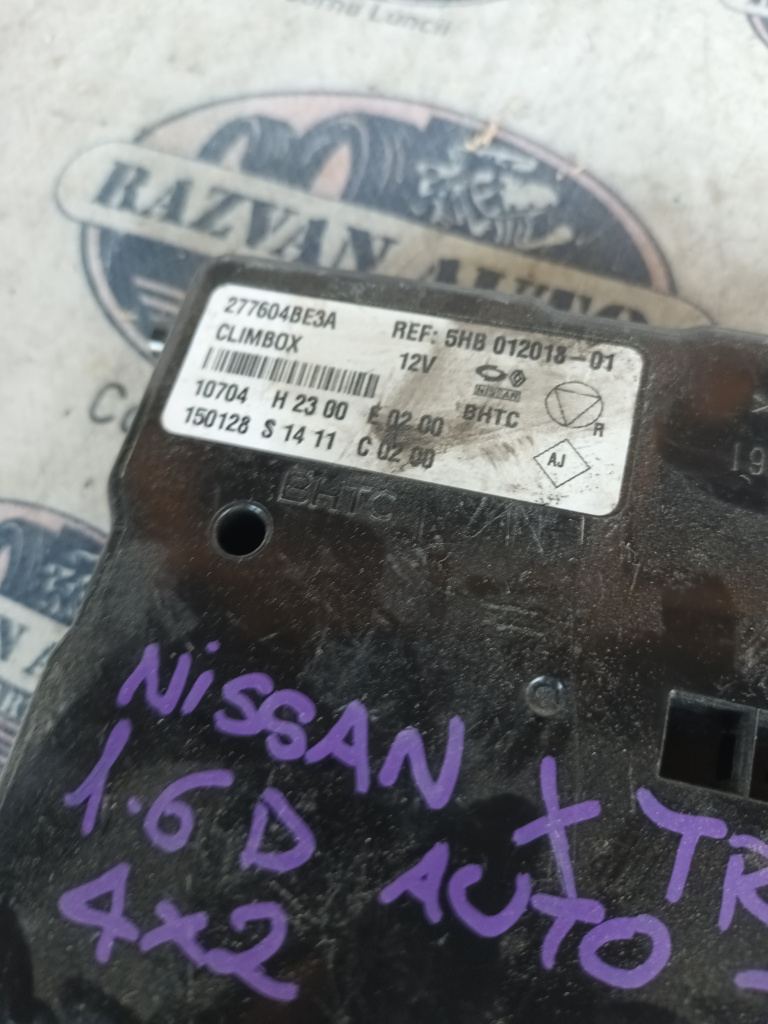 RAZVAN AUTO
277604BE3A
REF: 5HB 012018-01
CLIMBOX
12V
NISSAN
BHTC
R
10704 H 23 00 E 02 00
150128 S 14 11 C 02 00
AJ
BHTC
19
NiSSAN X TR
1.6 D AUTO
4x2